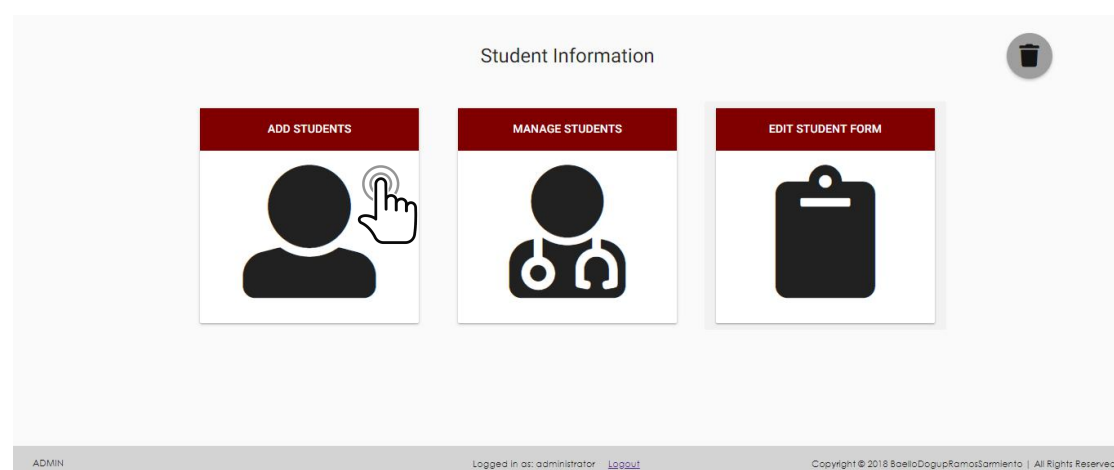 Student Information
ADD STUDENTS
MANAGE STUDENTS
EDIT STUDENT FORM
ADMIN
Logged in as: administrator Logout
Copyright © 2018 BaelloDogupRamosSarmiento | All Rights Reserved